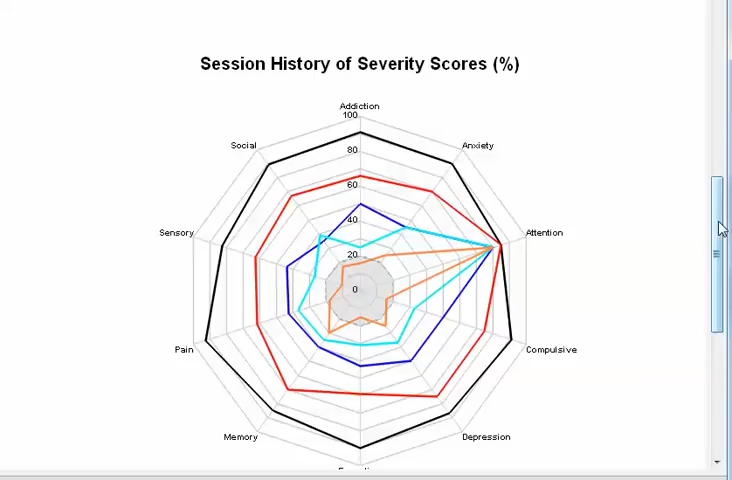 Session History of Severity Scores (%)
Addiction
100
Social
Anxiety
80
60
40
Sensory
Attention
20
0
Pain
Compulsive
Memory
Depression